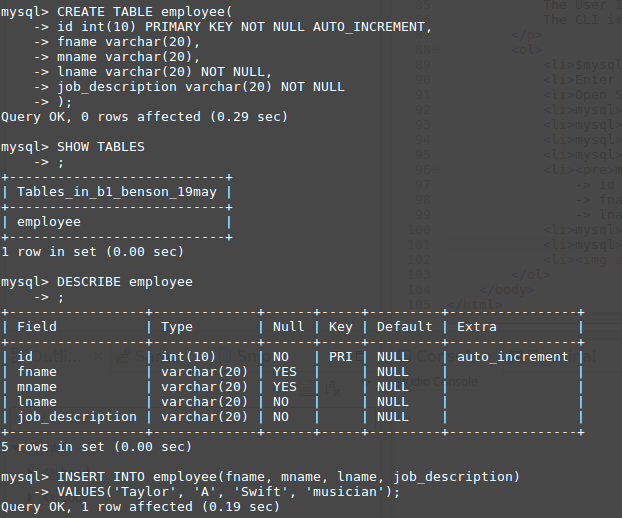 mysql> CREATE TABLE employee(
    -> id int(10) PRIMARY KEY NOT NULL AUTO_INCREMENT,
    -> fname varchar(20),
    -> mname varchar(20),
    -> lname varchar(20) NOT NULL,
    -> job_description varchar(20) NOT NULL
    -> );
Query OK, 0 rows affected (0.29 sec)

mysql> SHOW TABLES
    -> ;
+---------------------------+
| Tables_in_b1_benson_19may |
+---------------------------+
| employee                  |
+---------------------------+
1 row in set (0.00 sec)

mysql> DESCRIBE employee
    -> ;
+-----------------+-------------+------+-----+---------+----------------+
| Field           | Type        | Null | Key | Default | Extra          |
+-----------------+-------------+------+-----+---------+----------------+
| id              | int(10)     | NO   | PRI | NULL    | auto_increment |
| fname           | varchar(20) | YES  |     | NULL    |                |
| mname           | varchar(20) | YES  |     | NULL    |                |
| lname           | varchar(20) | NO   |     | NULL    |                |
| job_description | varchar(20) | NO   |     | NULL    |                |
+-----------------+-------------+------+-----+---------+----------------+
5 rows in set (0.00 sec)

mysql> INSERT INTO employee(fname, mname, lname, job_description)
    -> VALUES('Taylor', 'A', 'Swift', 'musician');
Query OK, 1 row affected (0.19 sec)